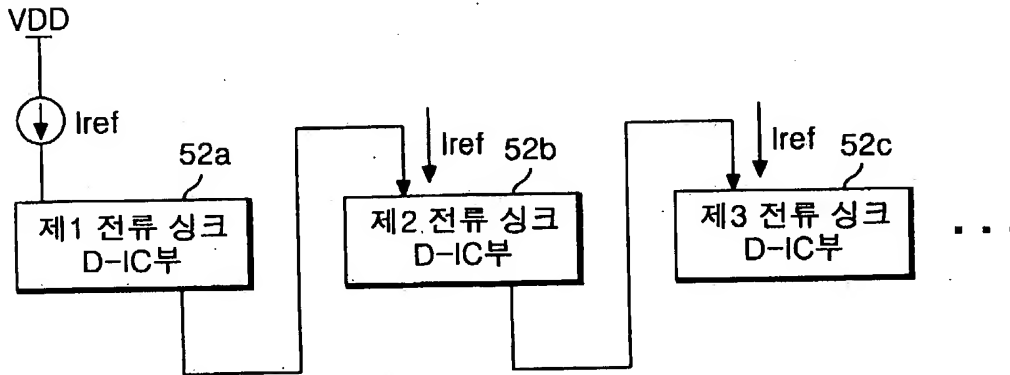 VDD
Iref
52a
제1 전류 싱크
D-IC부
Iref
52b
제2 전류 싱크
D-IC부
Iref
52c
제3 전류 싱크
D-IC부